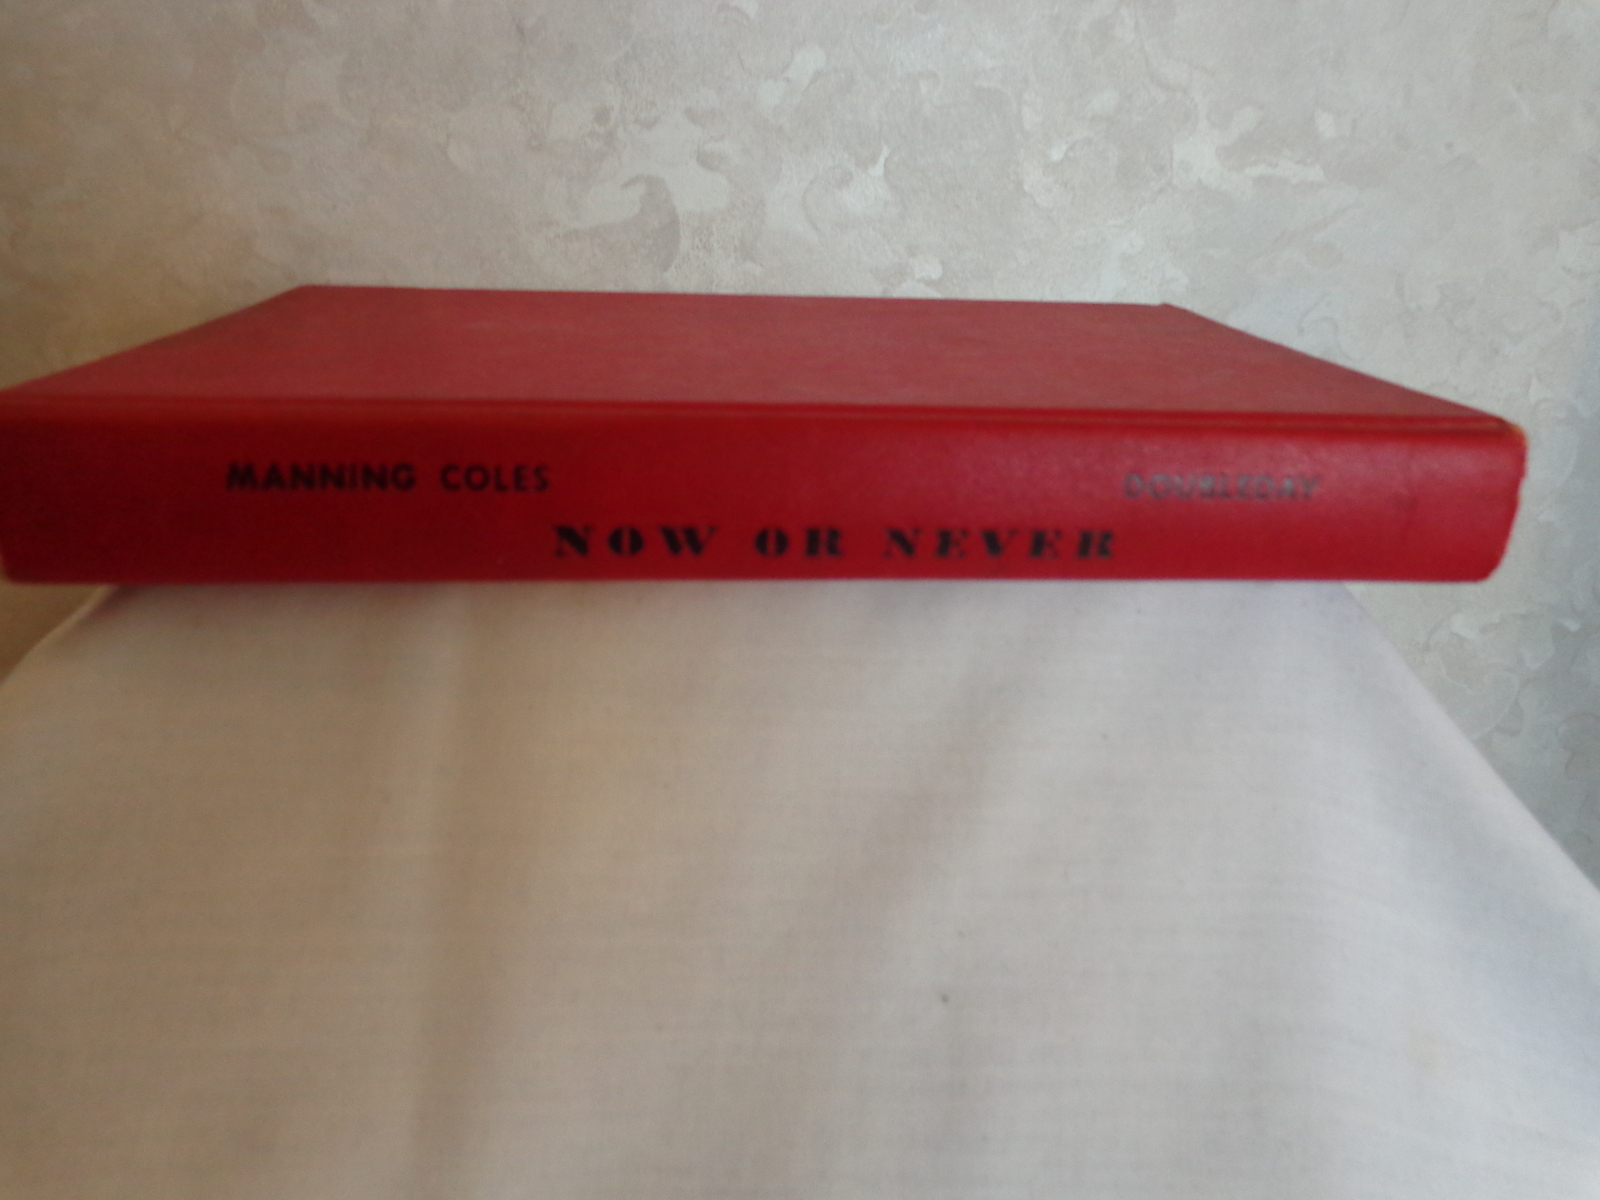 MANNING COLES
NOW OR NEVER
DOUBLEDAY